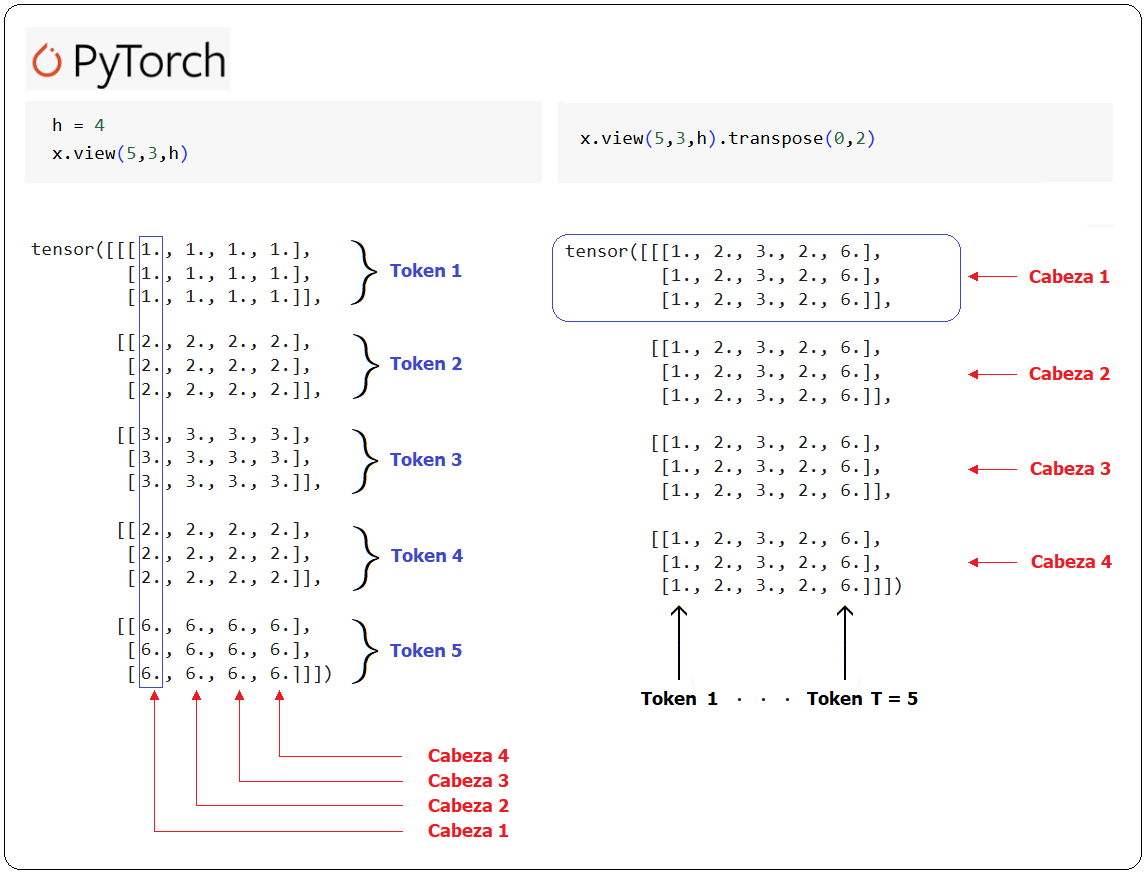 PyTorch
h = 4
x.view(5,3,h)
x.view(5,3,h).transpose(0,2)
tensor([[[1., 1., 1., 1.],
[1., 1., 1., 1.],
[1., 1., 1., 1.]],
Token 1
[[2., 2., 2., 2.],
[2., 2., 2., 2.],
[2., 2., 2., 2.]],
Token 2
[[3., 3., 3., 3.],
[3., 3., 3., 3.],
[3., 3., 3., 3.]],
Token 3
[[2., 2., 2., 2.],
[2., 2., 2., 2.],
[2., 2., 2., 2.]],
Token 4
[[6., 6., 6., 6.],
[6., 6., 6., 6.],
[6., 6., 6., 6.]]])
Token 5
Cabeza 4
Cabeza 3
Cabeza 2
Cabeza 1
tensor([[[1., 2., 3., 2., 6.],
[1., 2., 3., 2., 6.],
[1., 2., 3., 2., 6.]],
Cabeza 1
[[1., 2., 3., 2., 6.],
[1., 2., 3., 2., 6.],
[1., 2., 3., 2., 6.]],
Cabeza 2
[[1., 2., 3., 2., 6.],
[1., 2., 3., 2., 6.],
[1., 2., 3., 2., 6.]],
Cabeza 3
[[1., 2., 3., 2., 6.],
[1., 2., 3., 2., 6.],
[1., 2., 3., 2., 6.]]])
Cabeza 4
Token 1 · · · Token T = 5